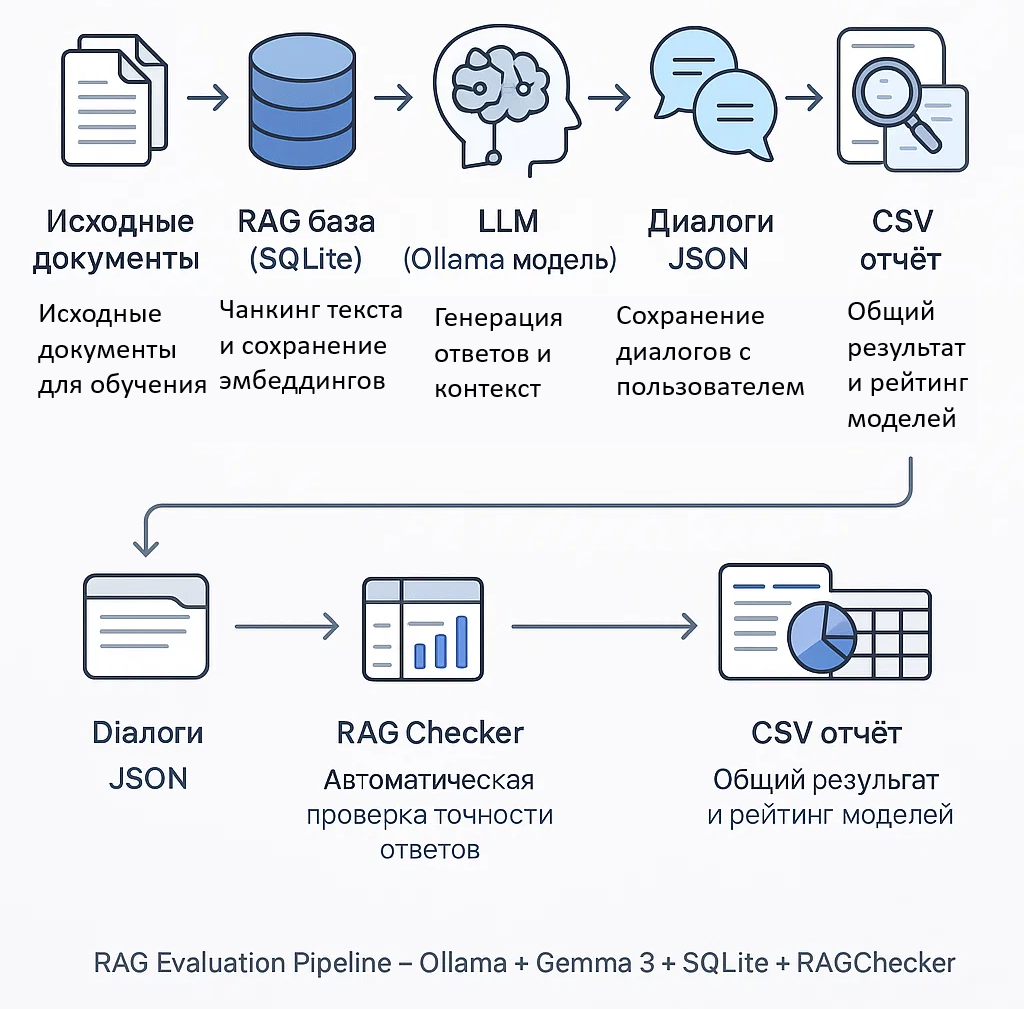 Исходные
документы
RAG база
(SQLite)
LLM
(Ollama модель)
Диалоги
JSON
CSV
отчёт
Исходные
документы
для обучения
Чанкинг текста
и сохранение
эмбеддингов
Генерация
ответов и
контекст
Сохранение
диалогов с
пользователем
Общий
результат
и рейтинг
моделей
Dіалоги
JSON
RAG Checker
Автоматическая
проверка точности
ответов
CSV отчёт
Общий резульгат
и рейтинг моделей
RAG Evaluation Pipeline – Ollama + Gemma 3 + SQLite + RAGChecker